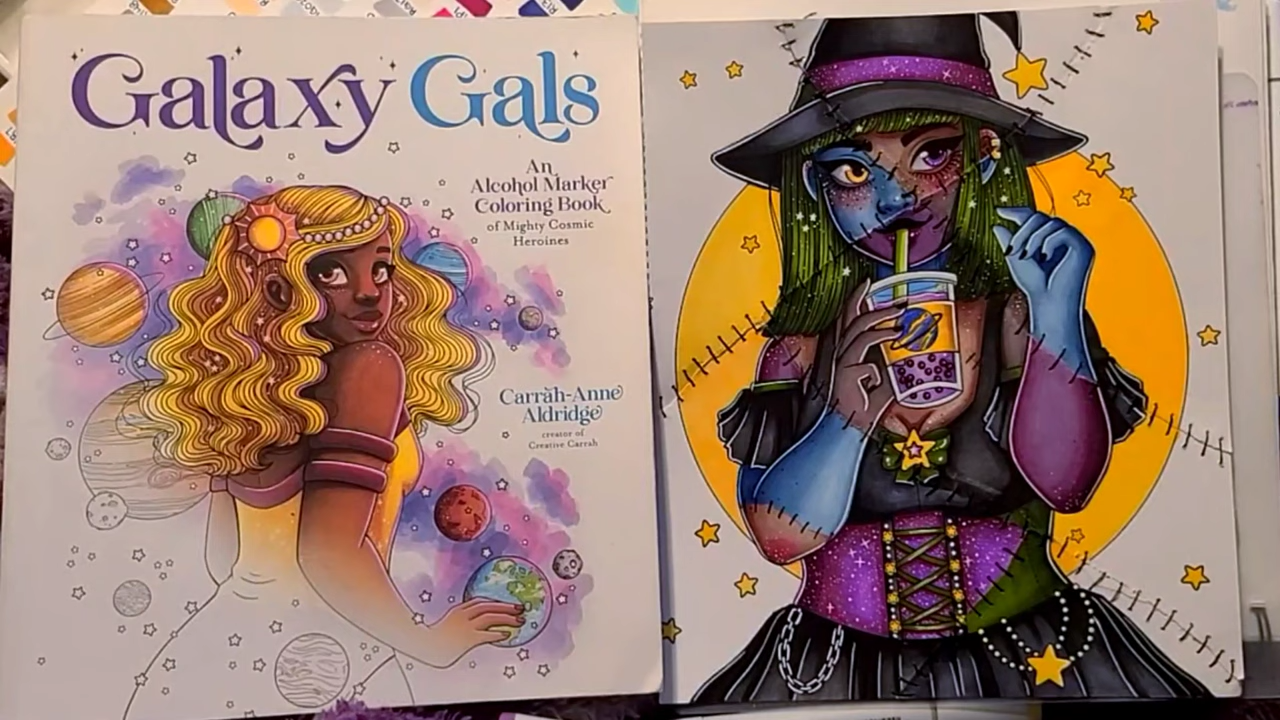 Galaxy Gals
An
Alcohol Marker
Coloring Book
of Mighty Cosmic
Heroines
Carrah-Anne
Aldridge
creator of
Creative Carrah